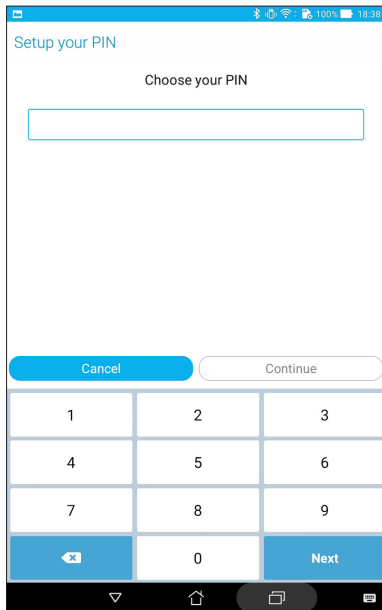 100% 18:38
Setup your PIN
Choose your PIN
Cancel Continue
1 2 3
4 5 6
7 8 9
0 Next